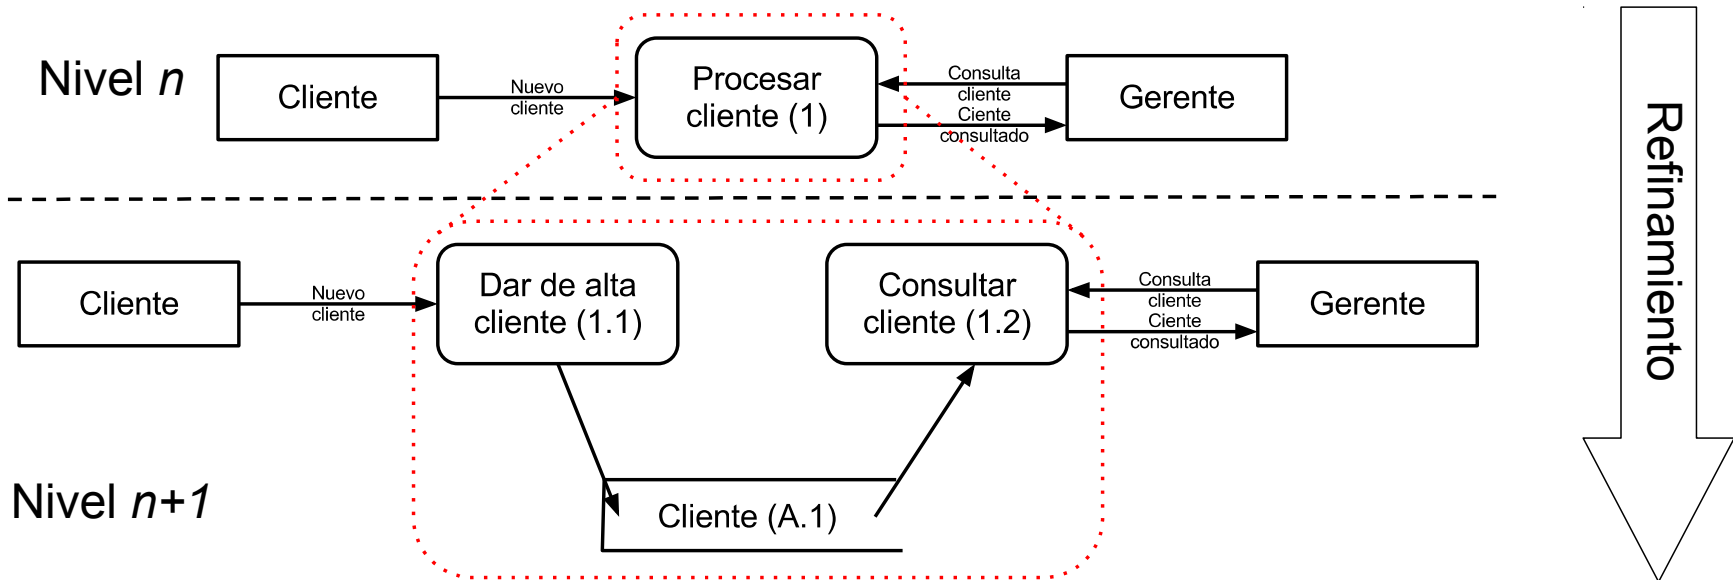 Nivel n
Cliente
Nuevo
cliente
Procesar
cliente (1)
Consulta
cliente
Ciente
consultado
Gerente
Refinamiento
Cliente
Nuevo
cliente
Dar de alta
cliente (1.1)
Consultar
cliente (1.2)
Consulta
cliente
Ciente
consultado
Gerente
Nivel n+1
Cliente (A.1)